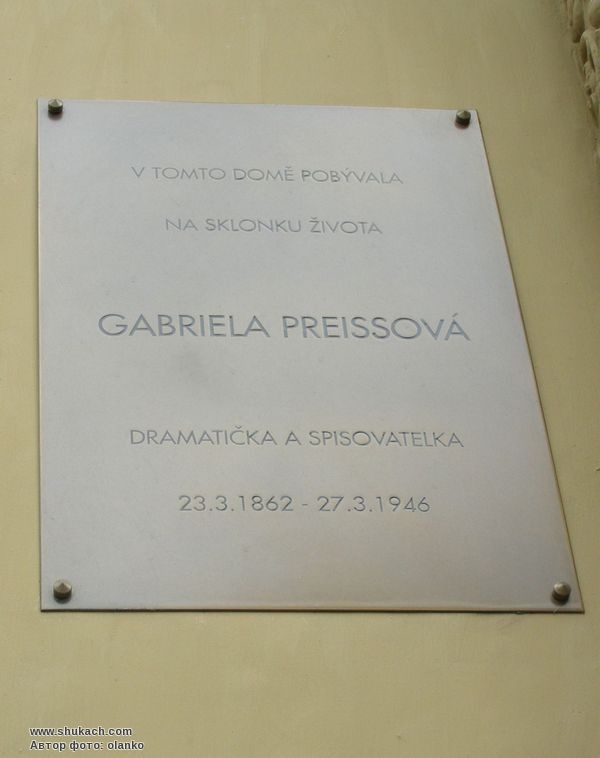 V TOMTO DOMĚ POBÝVALA
NA SKLONKU ŽIVOTA
GABRIELA PREISSOVÁ
DRAMATIČKA A SPISOVATELKA
23.3.1862 - 27.3.1946
www.shukach.com
Автор фото: olanko